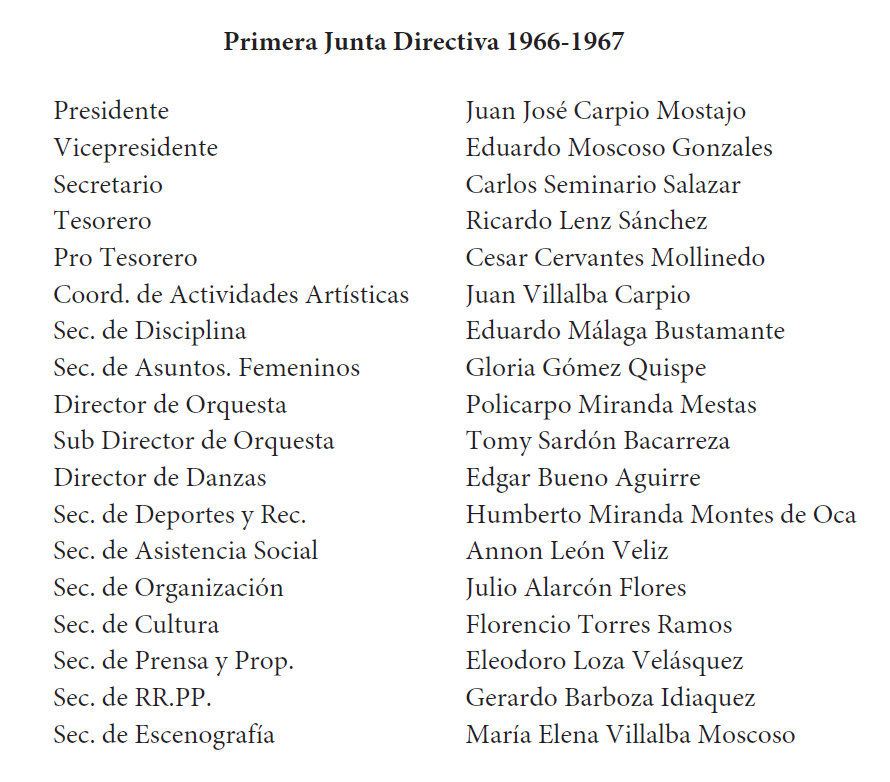 Primera Junta Directiva 1966-1967
Presidente Juan José Carpio Mostajo
Vicepresidente Eduardo Moscoso Gonzales
Secretario Carlos Seminario Salazar
Tesorero Ricardo Lenz Sánchez
Pro Tesorero Cesar Cervantes Mollinedo
Coord. de Actividades Artísticas Juan Villalba Carpio
Sec. de Disciplina Eduardo Málaga Bustamante
Sec. de Asuntos. Femeninos Gloria Gómez Quispe
Director de Orquesta Policarpo Miranda Mestas
Sub Director de Orquesta Tomy Sardón Bacarreza
Director de Danzas Edgar Bueno Aguirre
Sec. de Deportes y Rec. Humberto Miranda Montes de Oca
Sec. de Asistencia Social Annon León Veliz
Sec. de Organización Julio Alarcón Flores
Sec. de Cultura Florencio Torres Ramos
Sec. de Prensa y Prop. Eleodoro Loza Velásquez
Sec. de RR.PP. Gerardo Barboza Idiaquez
Sec. de Escenografía María Elena Villalba Moscoso